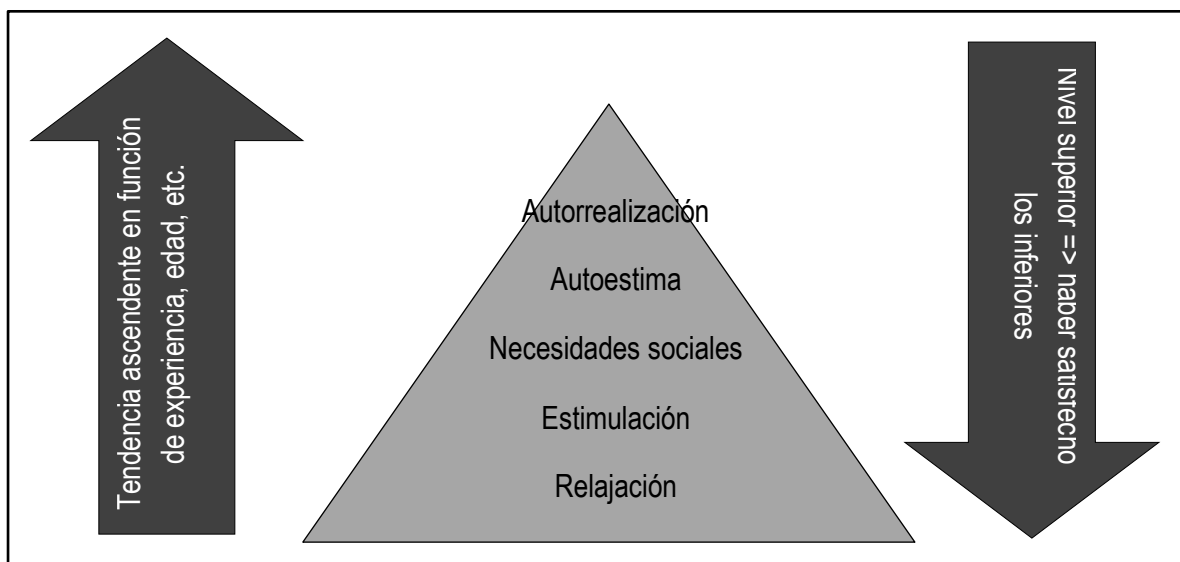 Tendencia ascendente en función
de experiencia, edad, etc.
Autorrealización
Autoestima
Necesidades sociales
Estimulación
Relajación
Nivel superior => haber satisfecho
los inferiores